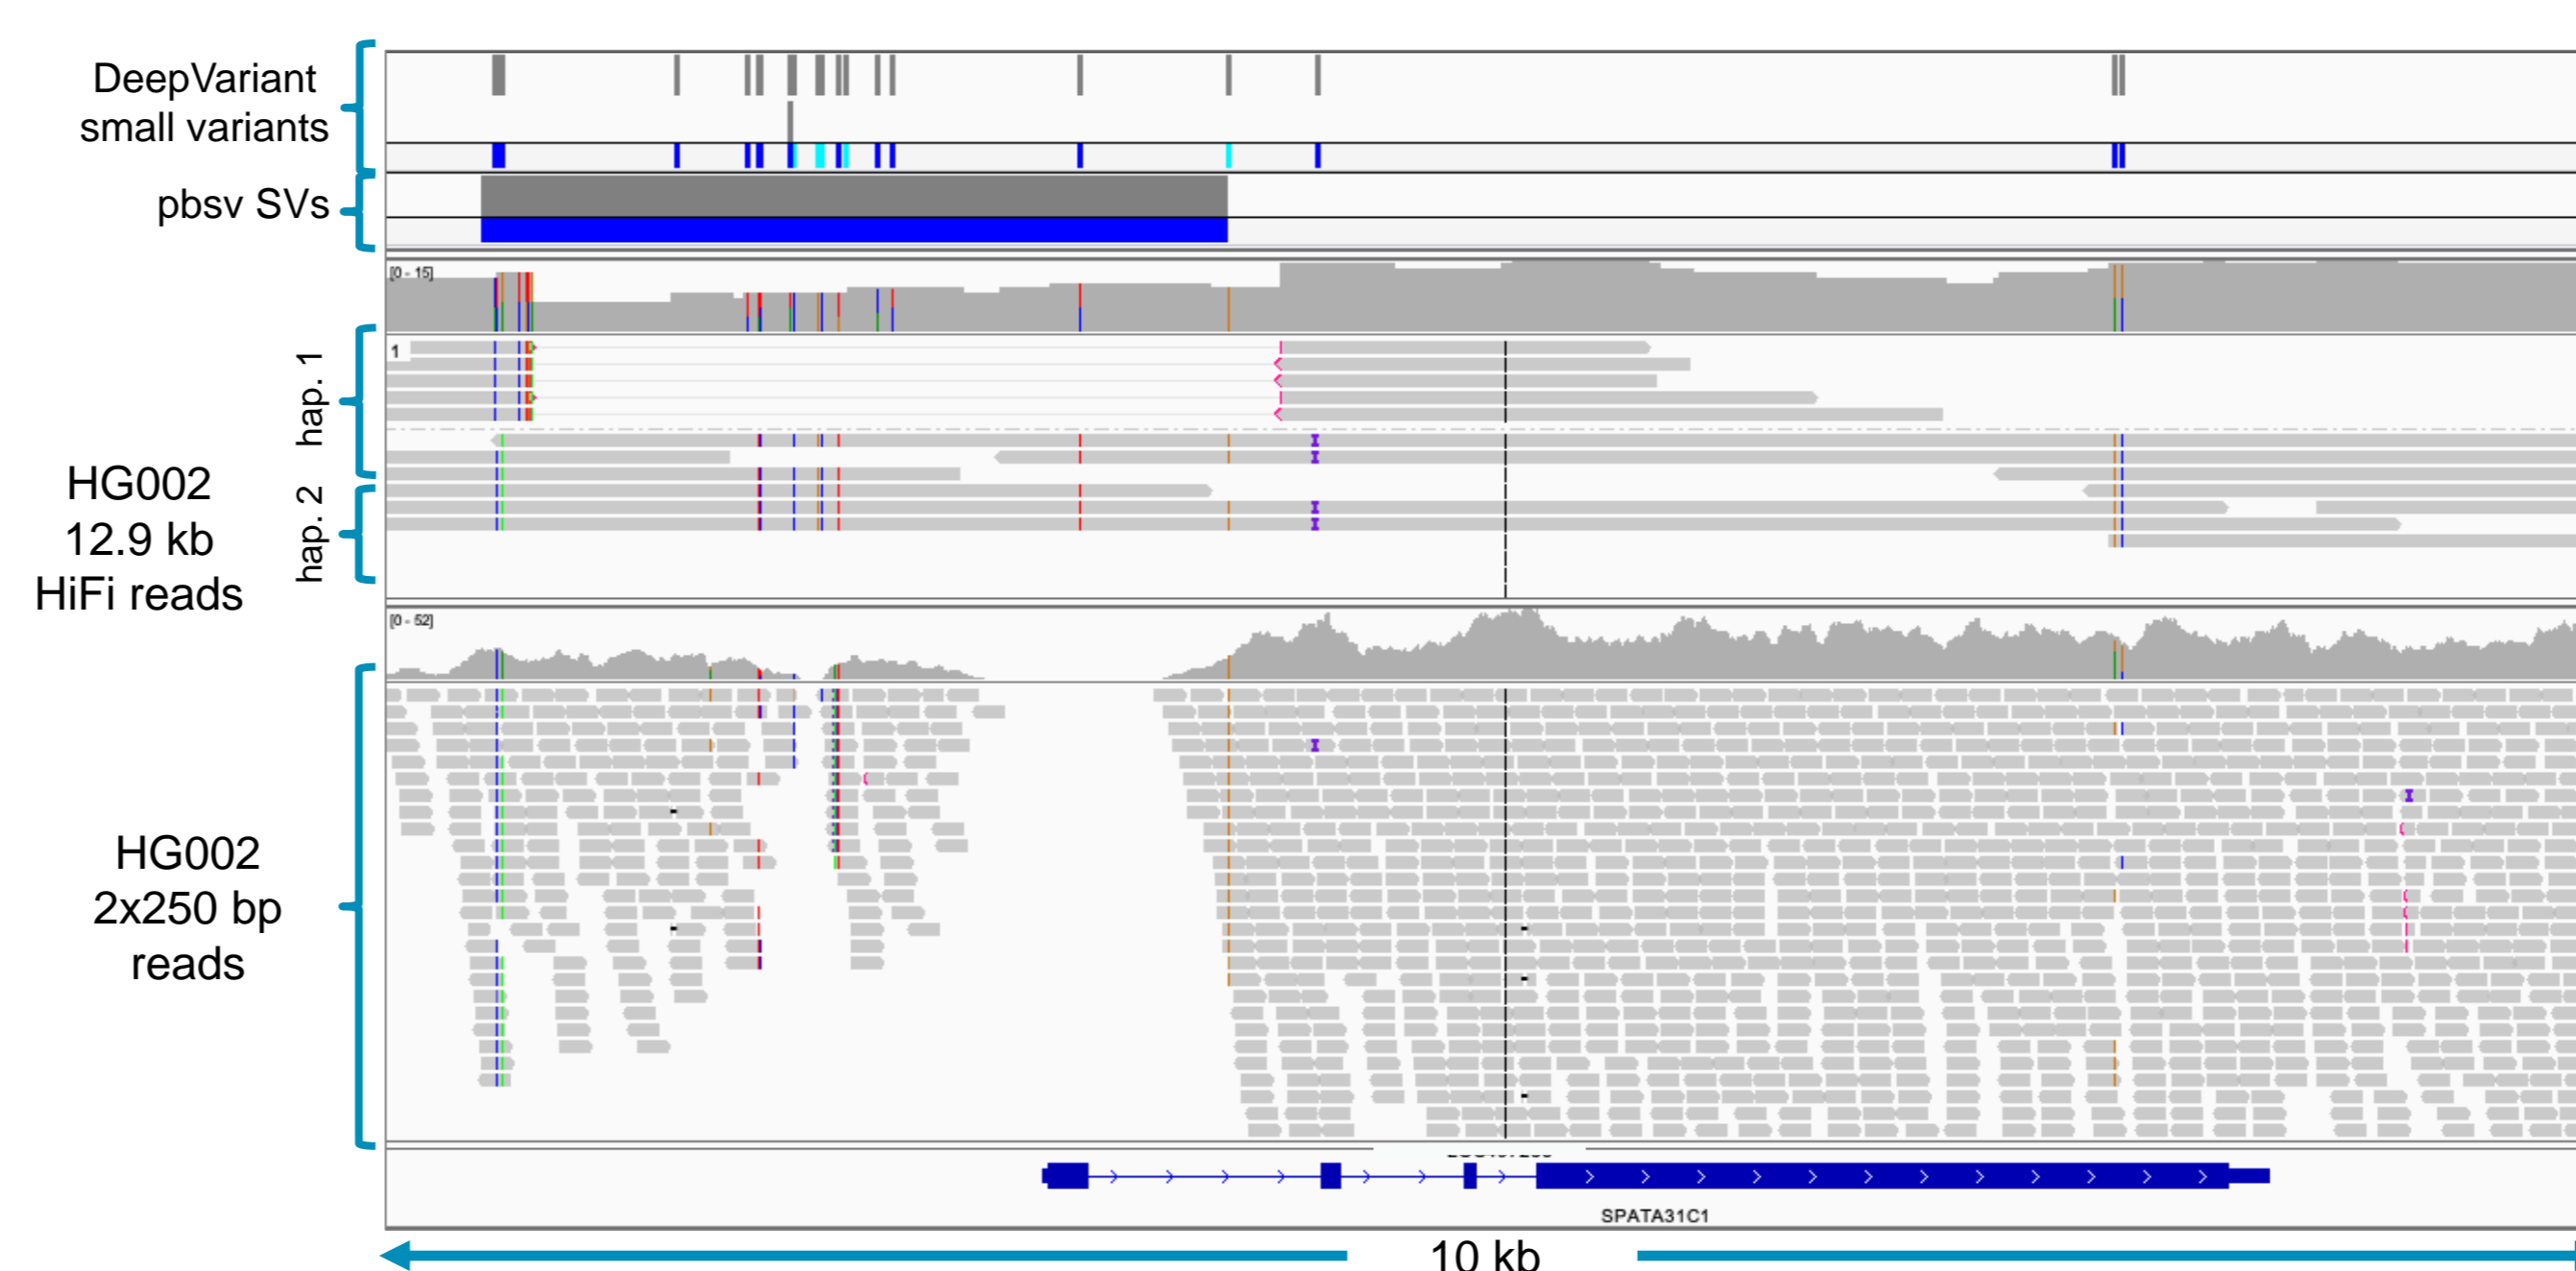 DeepVariant
small variants
pbsv SVs
[0 - 15]
1
hap. 1
hap. 2
HG002
12.9 kb
HiFi reads
[0 - 52]
HG002
2x250 bp
reads
SPATA31C1
10 kb